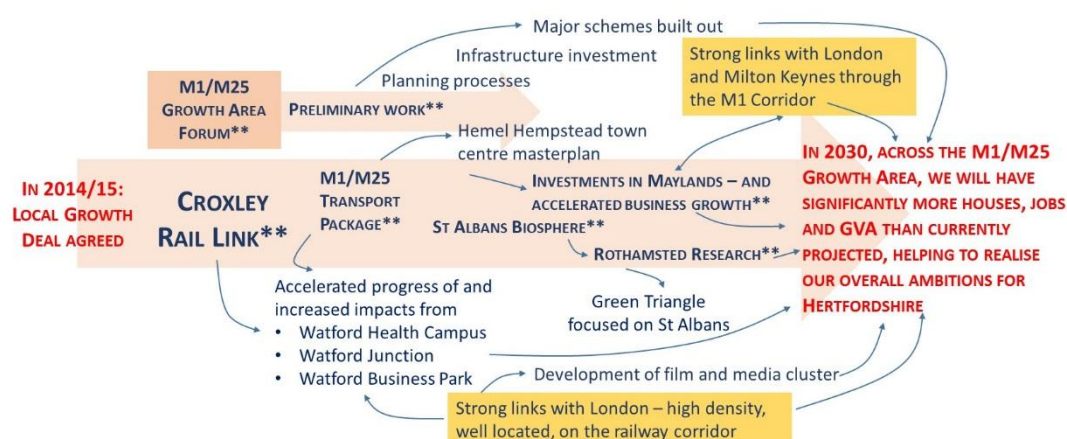 Major schemes built out
Infrastructure investment
Planning processes
M1/M25
GROWTH AREA
FORUM**
PRELIMINARY WORK**
Strong links with London
and Milton Keynes through
the M1 Corridor
Hemel Hempstead town
centre masterplan
IN 2014/15:
LOCAL GROWTH
DEAL AGREED
CROXLEY
RAIL LINK**
M1/M25
TRANSPORT
PACKAGE**
INVESTMENTS IN MAYLANDS – AND
ACCELERATED BUSINESS GROWTH**
ST ALBANS BIOSPHERE**
ROTHAMSTED RESEARCH**
Green Triangle
focused on St Albans
IN 2030, ACROSS THE M1/M25
GROWTH AREA, WE WILL HAVE
SIGNIFICANTLY MORE HOUSES, JOBS
AND GVA THAN CURRENTLY
PROJECTED, HELPING TO REALISE
OUR OVERALL AMBITIONS FOR
HERTFORDSHIRE
Accelerated progress of and
increased impacts from
• Watford Health Campus
• Watford Junction
• Watford Business Park
Development of film and media cluster
Strong links with London – high density,
well located, on the railway corridor